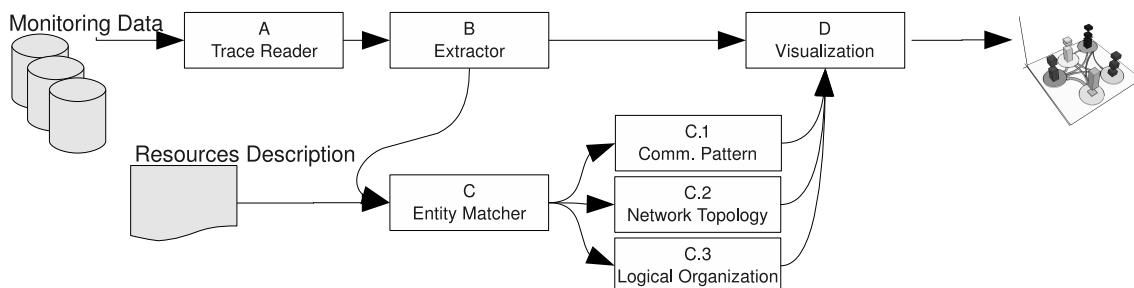 Monitoring Data
A
Trace Reader
B
Extractor
D
Visualization
Resources Description
C
Entity Matcher
C.1
Comm. Pattern
C.2
Network Topology
C.3
Logical Organization